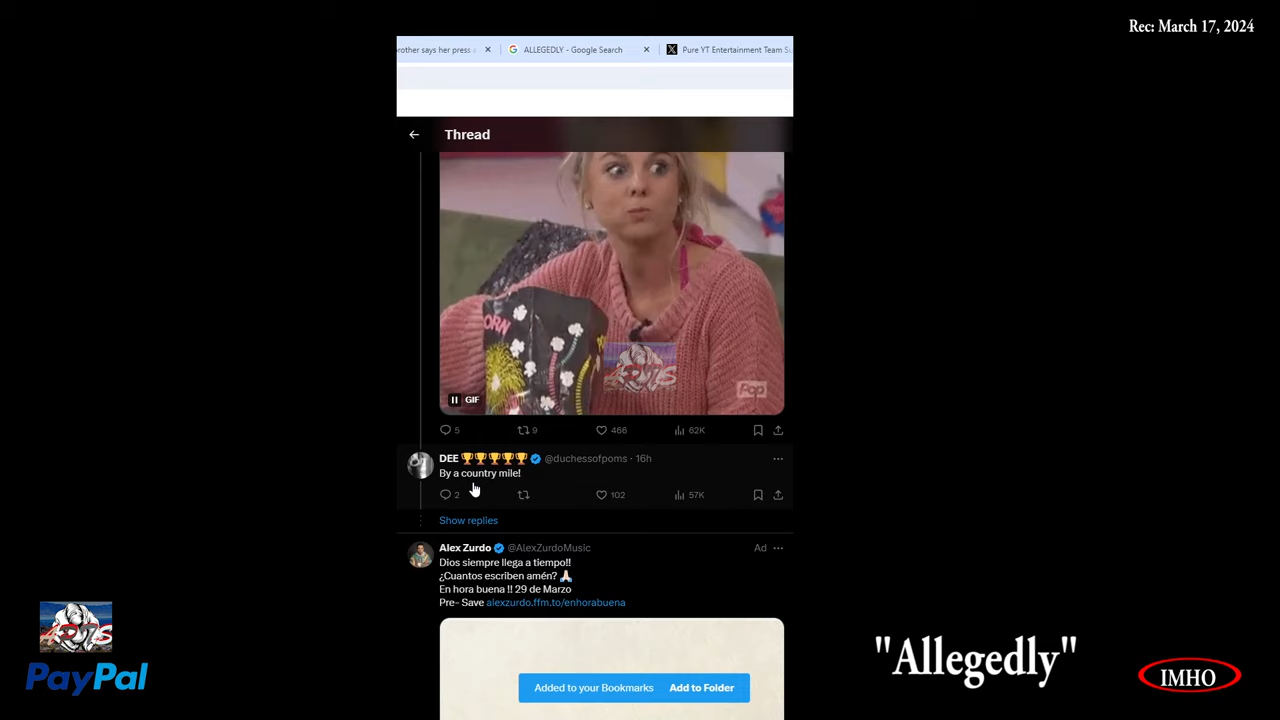 Rec: March 17, 2024
prother says her press
ALLEGEDLY - Google Search
Pure YT Entertainment Team
Thread
ORN
Pop
GIF
5 9 466 62K
DEE @duchessofpoms · 16h
By a country mile!
2 102 57K
Show replies
Alex Zurdo @AlexZurdoMusic Ad
Dios siempre llega a tiempo!!
¿Cuantos escriben amén?
En hora buena !! 29 de Marzo
Pre- Save alexzurdo.ffm.to/enhorabuena
Added to your Bookmarks Add to Folder
PayPal
"Allegedly"
IMHO